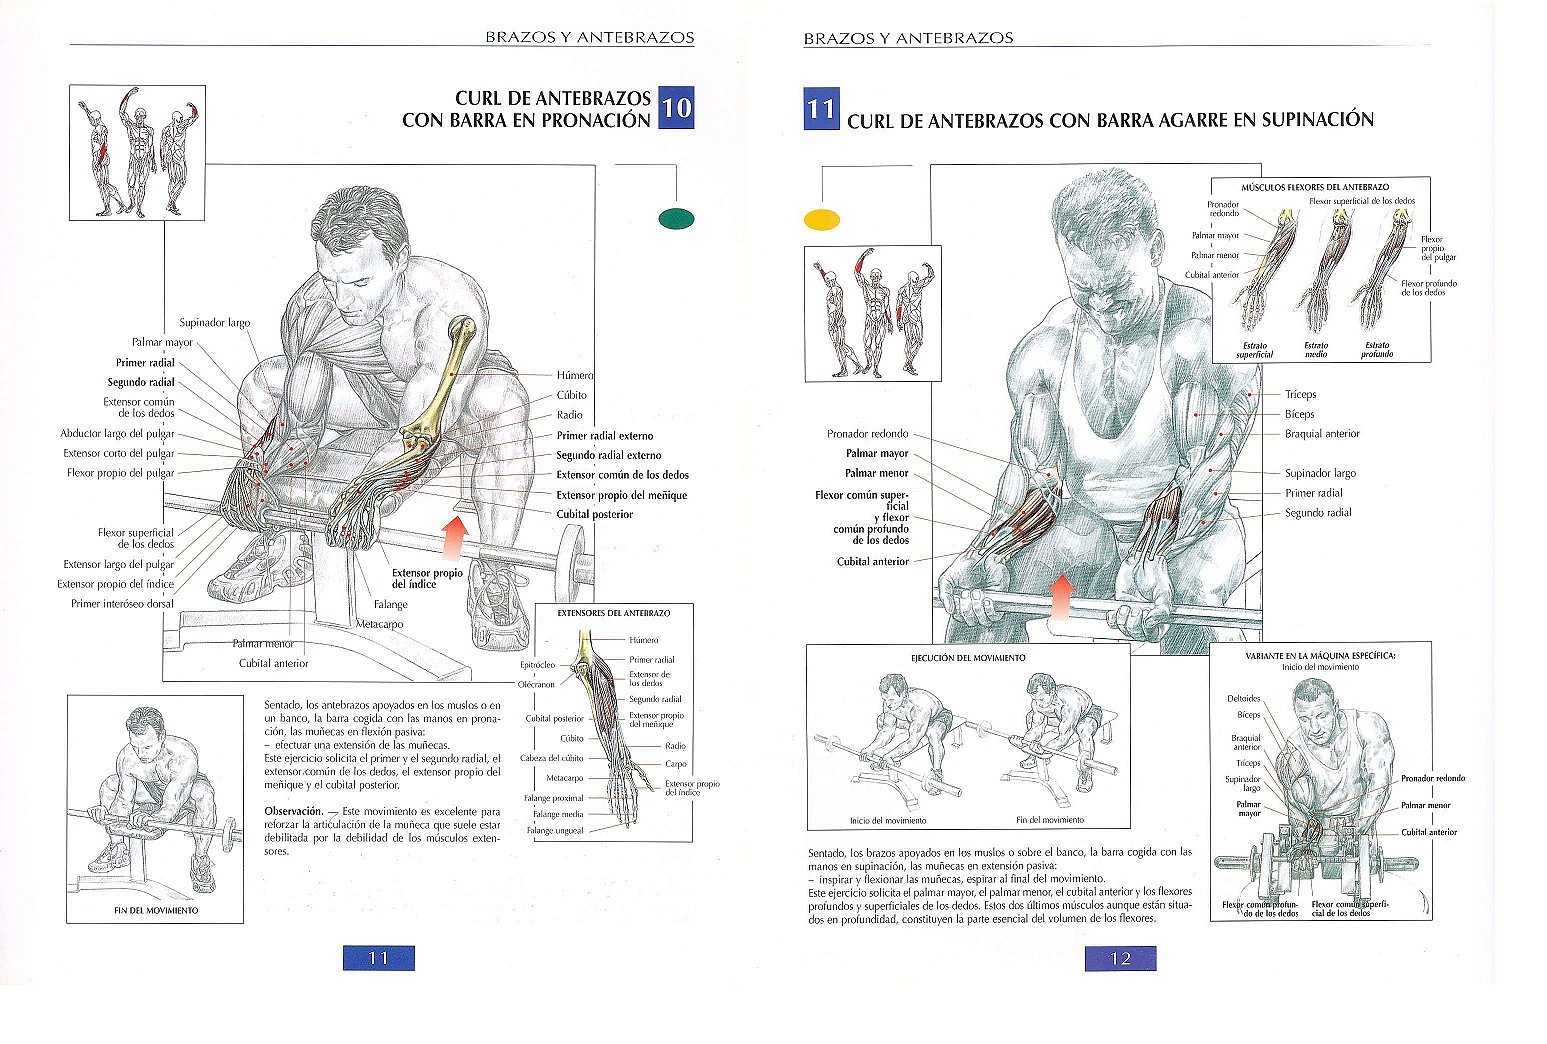 BRAZOS Y ANTEBRAZOS
CURL DE ANTEBRAZOS
CON BARRA EN PRONACIÓN
10
Supinador largo
Palmar mayor
Primer radial
Segundo radial
Extensor común
de los dedos
Abductor largo del pulgar
Extensor corto del pulgar
Flexor propio del pulgar
Flexor superficial
de los dedos
Extensor largo del pulgar
Extensor propio del índice
Primer interóseo dorsal
Palmar menor
Cubital anterior
Húmero
Cúbito
Radio
Primer radial externo
Segundo radial externo
Extensor común de los dedos
Extensor propio del meñique
Cubital posterior
Extensor propio
del índice
Falange
Metacarpo
EXTENSORES DEL ANTEBRAZO
Húmero
Primer radial
Extensor de
los dedos
Segundo radial
Extensor propio
del meñique
Radio
Carpo
Extensor propio
del índice
Epitrócleo
Olécranon
Cubital posterior
Cúbito
Cabeza del cúbito
Metacarpo
Falange proximal
Falange media
Falange ungueal
FIN DEL MOVIMIENTO
Sentado, los antebrazos apoyados en los muslos o en
un banco, la barra cogida con las manos en prona-
ción, las muñecas en flexión pasiva:
– efectuar una extensión de las muñecas.
Este ejercicio solicita el primer y el segundo radial, el
extensor común de los dedos, el extensor propio del
meñique y el cubital posterior.
Observación. — Este movimiento es excelente para
reforzar la articulación de la muñeca que suele estar
debilitada por la debilidad de los músculos exten-
sores.
11
BRAZOS Y ANTEBRAZOS
11
CURL DE ANTEBRAZOS CON BARRA AGARRE EN SUPINACIÓN
MÚSCULOS FLEXORES DEL ANTEBRAZO
Flexor superficial de los dedos
Pronador
redondo
Palmar mayor
Palmar menor
Cubital anterior
Flexor
propio
del pulgar
Flexor profundo
de los dedos
Estrato
superficial
Estrato
medio
Estrato
profundo
Pronador redondo
Palmar mayor
Palmar menor
Flexor común super-
ficial
y flexor
común profundo
de los dedos
Cubital anterior
Tríceps
Bíceps
Braquial anterior
Supinador largo
Primer radial
Segundo radial
EJECUCIÓN DEL MOVIMIENTO
Inicio del movimiento
Fin del movimiento
VARIANTE EN LA MÁQUINA ESPECÍFICA:
Inicio del movimiento
Deltoides
Bíceps
Braquial
anterior
Tríceps
Supinador
largo
Palmar
mayor
Pronador redondo
Palmar menor
Cubital anterior
Flexor común profun-
do de los dedos
Flexor común superfi-
cial de los dedos
Sentado, los brazos apoyados en los muslos o sobre el banco, la barra cogida con las
manos en supinación, las muñecas en extensión pasiva:
– inspirar y flexionar las muñecas, espirar al final del movimiento.
Este ejercicio solicita el palmar mayor, el palmar menor, el cubital anterior y los flexores
profundos y superficiales de los dedos. Estos dos últimos músculos aunque están situa-
dos en profundidad, constituyen la parte esencial del volumen de los flexores.
12